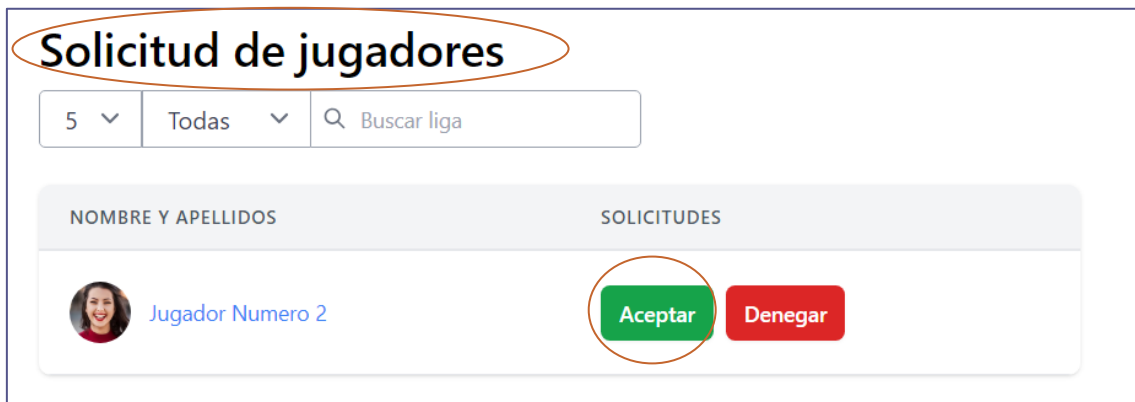 Solicitud de jugadores
5 Todas Buscar liga
NOMBRE Y APELLIDOS SOLICITUDES
Jugador Numero 2 Aceptar Denegar